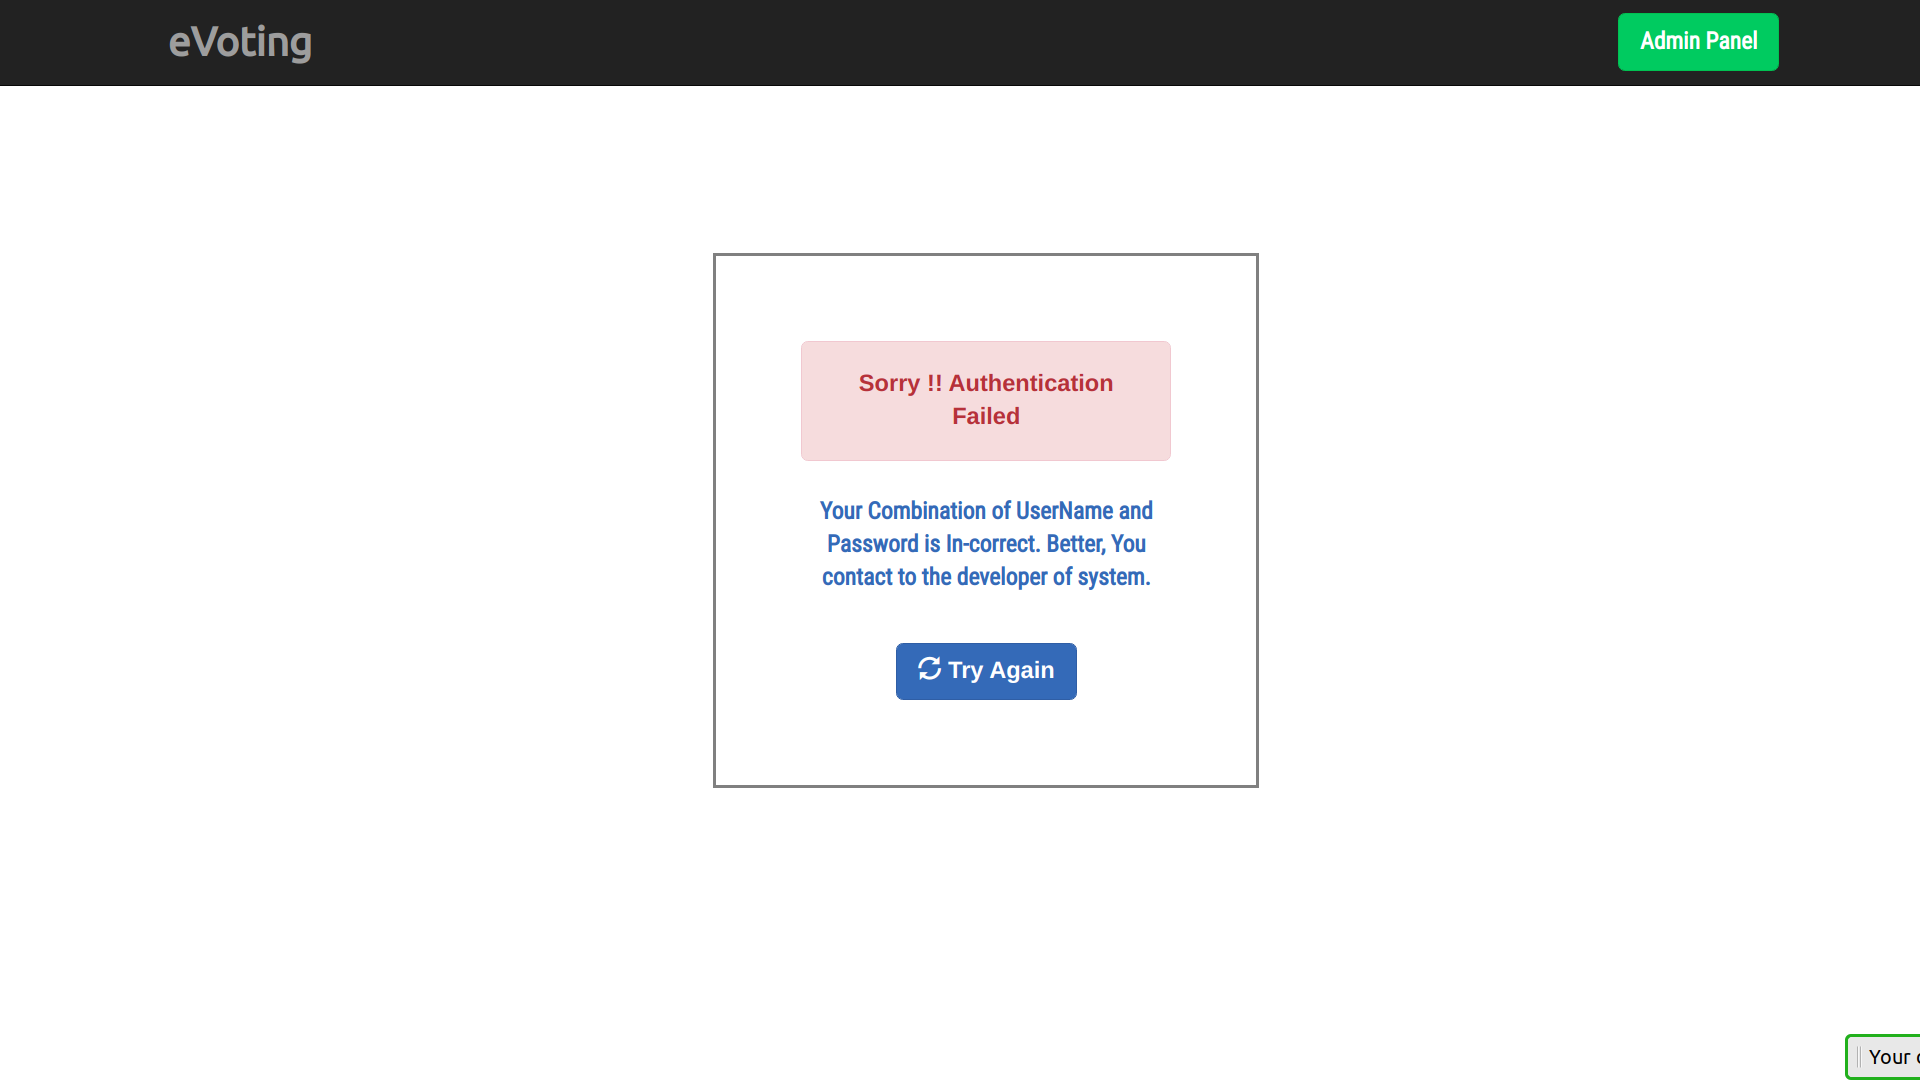 eVoting
Admin Panel
Sorry !! Authentication
Failed
Your Combination of UserName and
Password is In-correct. Better, You
contact to the developer of system.
Try Again
Your